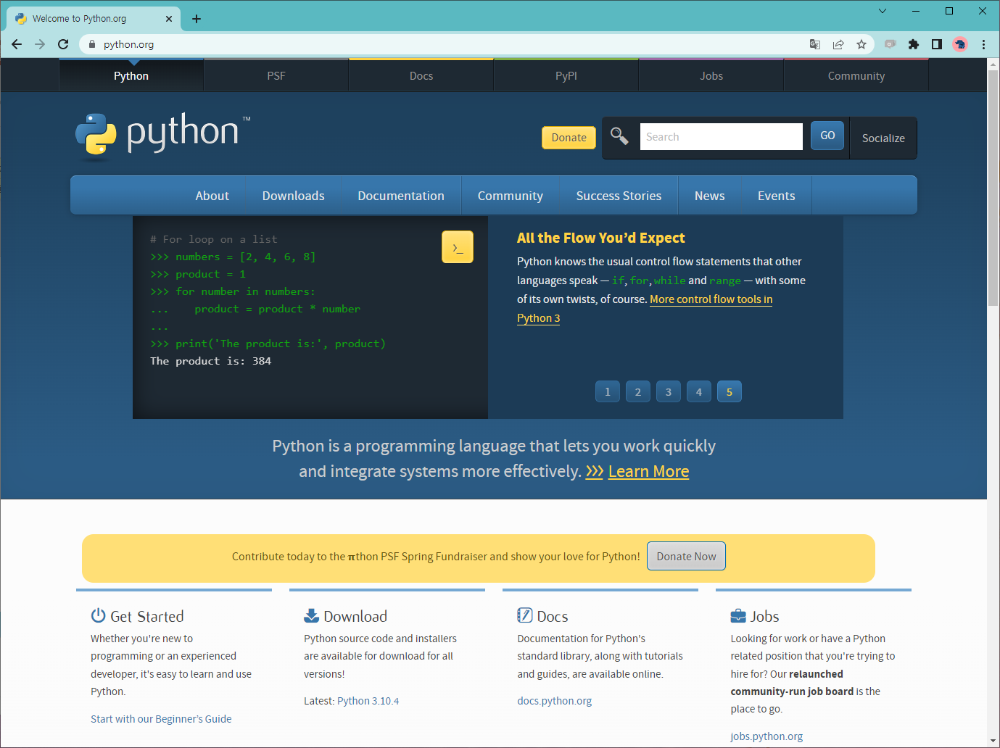 Welcome to Python.org
python.org
Python PSF Docs PyPI Jobs Community
python™
Donate Search GO Socialize
About Downloads Documentation Community Success Stories News Events
# For loop on a list
>>> numbers = [2, 4, 6, 8]
>>> product = 1
>>> for number in numbers:
...    product = product * number
...
>>> print('The product is:', product)
The product is: 384
>_
All the Flow You’d Expect
Python knows the usual control flow statements that other
languages speak — if, for, while and range — with some
of its own twists, of course. More control flow tools in
Python 3
1 2 3 4 5
Python is a programming language that lets you work quickly
and integrate systems more effectively. >>> Learn More
Contribute today to the πthon PSF Spring Fundraiser and show your love for Python! Donate Now
Get Started
Whether you're new to
programming or an experienced
developer, it's easy to learn and use
Python.
Start with our Beginner’s Guide
Download
Python source code and installers
are available for download for all
versions!
Latest: Python 3.10.4
Docs
Documentation for Python's
standard library, along with tutorials
and guides, are available online.
docs.python.org
Jobs
Looking for work or have a Python
related position that you're trying to
hire for? Our relaunched
community-run job board is the
place to go.
jobs.python.org